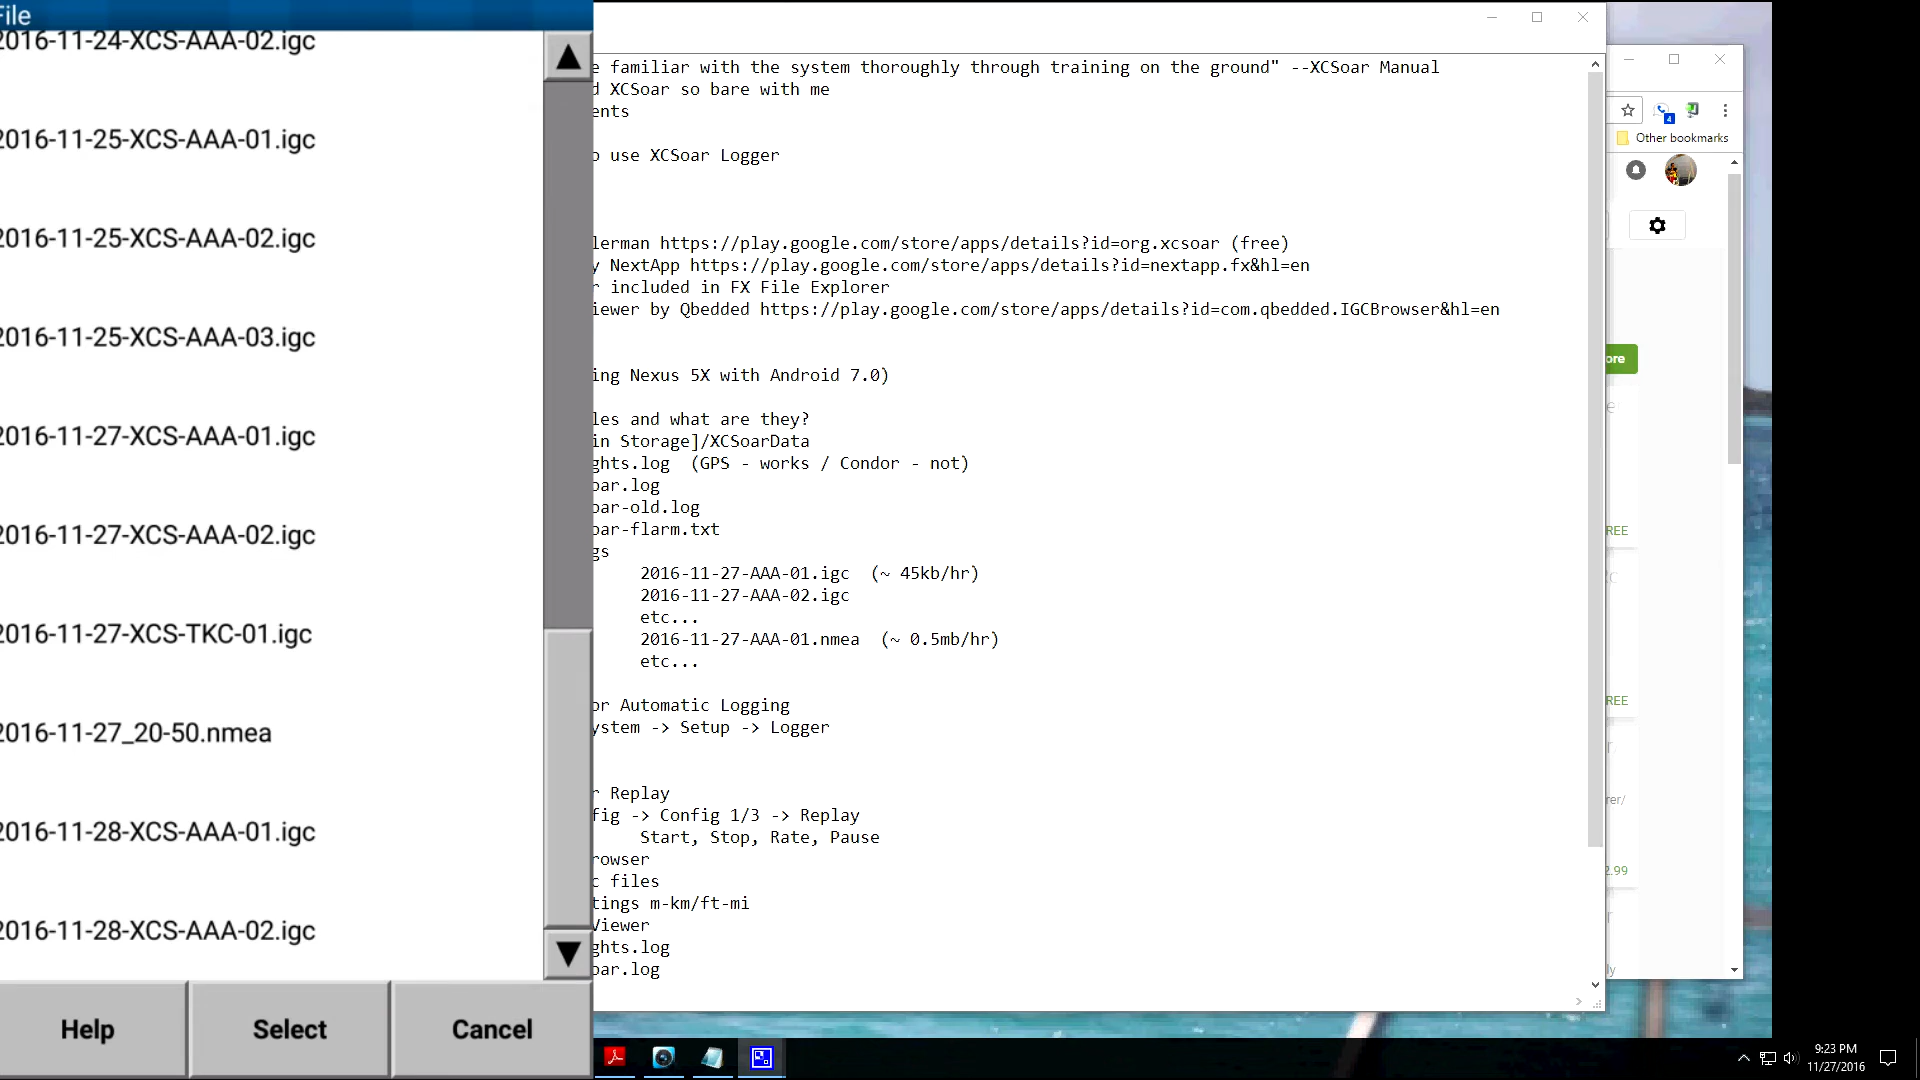 File
2016-11-24-XCS-AAA-02.igc
2016-11-25-XCS-AAA-01.igc
2016-11-25-XCS-AAA-02.igc
2016-11-25-XCS-AAA-03.igc
2016-11-27-XCS-AAA-01.igc
2016-11-27-XCS-AAA-02.igc
2016-11-27-XCS-TKC-01.igc
2016-11-27_20-50.nmea
2016-11-28-XCS-AAA-01.igc
2016-11-28-XCS-AAA-02.igc
Help
Select
Cancel
e familiar with the system thoroughly through training on the ground" --XCSoar Manual
d XCSoar so bare with me
ents
o use XCSoar Logger
lerman https://play.google.com/store/apps/details?id=org.xcsoar (free)
y NextApp https://play.google.com/store/apps/details?id=nextapp.fx&hl=en
r included in FX File Explorer
iewer by Qbedded https://play.google.com/store/apps/details?id=com.qbedded.IGCBrowser&hl=en
ing Nexus 5X with Android 7.0)
les and what are they?
in Storage]/XCSoarData
ghts.log (GPS - works / Condor - not)
oar.log
oar-old.log
oar-flarm.txt
gs
2016-11-27-AAA-01.igc (~ 45kb/hr)
2016-11-27-AAA-02.igc
etc...
2016-11-27-AAA-01.nmea (~ 0.5mb/hr)
etc...
or Automatic Logging
ystem -> Setup -> Logger
r Replay
fig -> Config 1/3 -> Replay
Start, Stop, Rate, Pause
rowser
c files
tings m-km/ft-mi
Viewer
ghts.log
oar.log
4
Other bookmarks
ore
e
REE
REE
r
rer/
2.99
r
ly
9:23 PM
11/27/2016